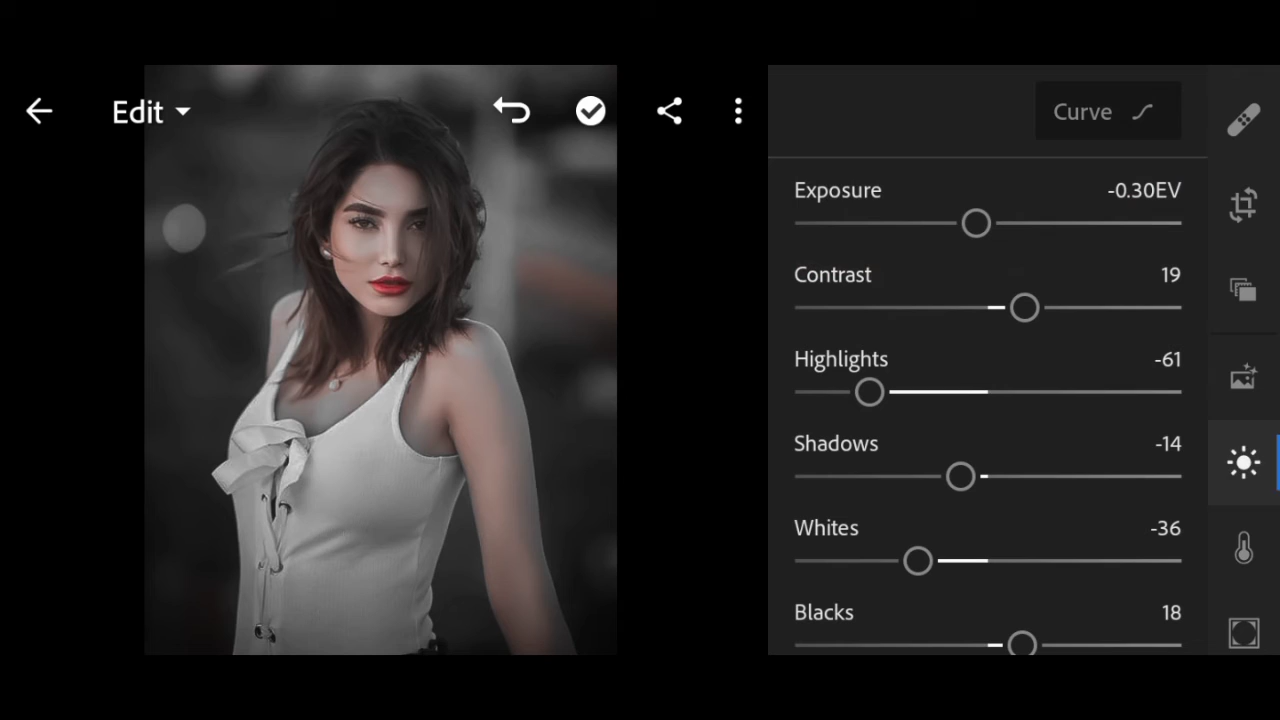 Edit
Curve
Exposure -0.30EV
Contrast 19
Highlights -61
Shadows -14
Whites -36
Blacks 18